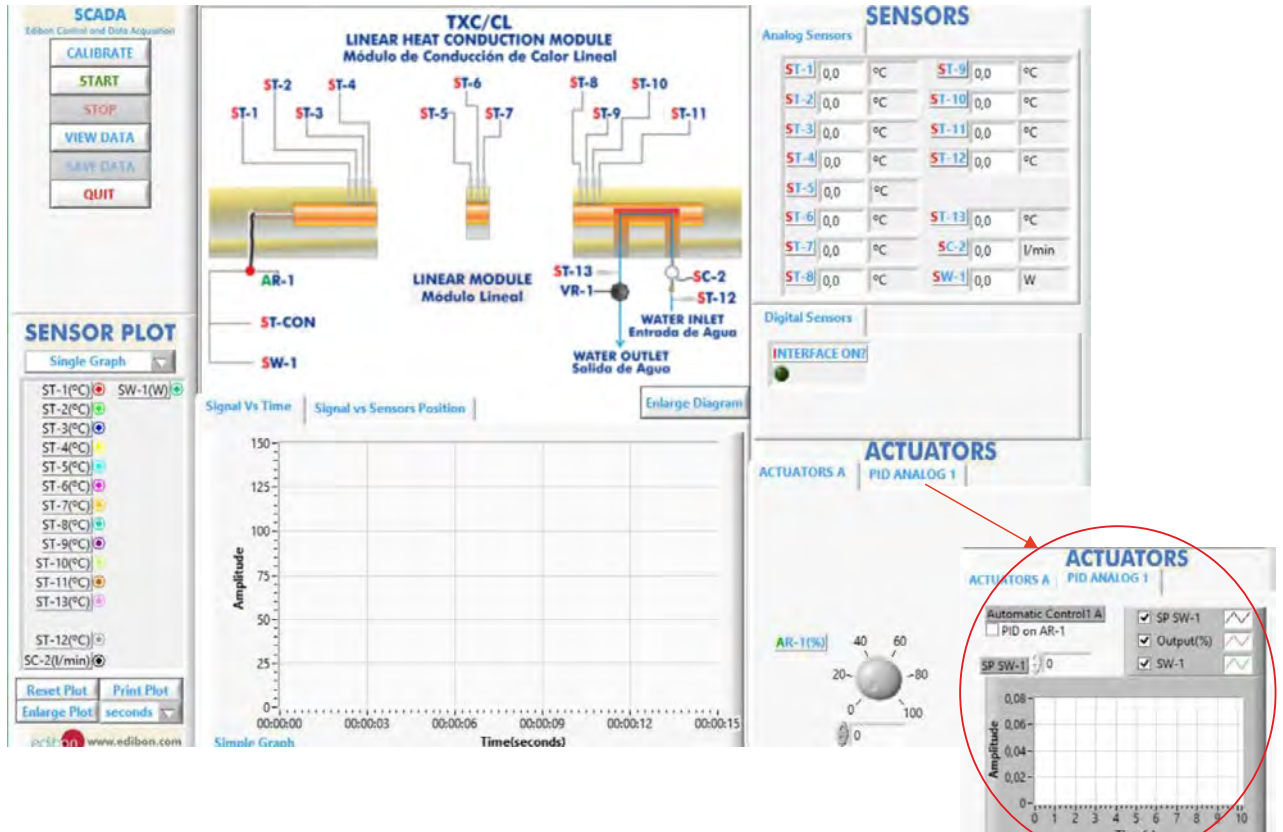 SCADA
Edibon Control and Data Acquisition
CALIBRATE
START
STOP
VIEW DATA
SAVE DATA
QUIT
TXC/CL
LINEAR HEAT CONDUCTION MODULE
Módulo de Conducción de Calor Lineal
ST-2 ST-4 ST-6 ST-8 ST-10
ST-1 ST-3 ST-5 ST-7 ST-9 ST-11
AR-1
ST-CON
SW-1
LINEAR MODULE
Módulo Lineal
ST-13
VR-1
SC-2
ST-12
WATER INLET
Entrada de Agua
WATER OUTLET
Salida de Agua
Enlarge Diagram
SENSORS
Analog Sensors
ST-1 0,0 ºC ST-9 0,0 ºC
ST-2 0,0 ºC ST-10 0,0 ºC
ST-3 0,0 ºC ST-11 0,0 ºC
ST-4 0,0 ºC ST-12 0,0 ºC
ST-5 0,0 ºC
ST-6 0,0 ºC ST-13 0,0 ºC
ST-7 0,0 ºC SC-2 0,0 l/min
ST-8 0,0 ºC SW-1 0,0 W
Digital Sensors
INTERFACE ON?
SENSOR PLOT
Single Graph
ST-1(ºC) SW-1(W)
ST-2(ºC)
ST-3(ºC)
ST-4(ºC)
ST-5(ºC)
ST-6(ºC)
ST-7(ºC)
ST-8(ºC)
ST-9(ºC)
ST-10(ºC)
ST-11(ºC)
ST-13(ºC)
ST-12(ºC)
SC-2(l/min)
Reset Plot Print Plot
Enlarge Plot seconds
edibon www.edibon.com
Signal Vs Time Signal vs Sensors Position
Amplitude
150
125
100
75
50
25
0
00:00:00 00:00:03 00:00:06 00:00:09 00:00:12 00:00:15
Simple Graph Time(seconds)
ACTUATORS
ACTUATORS A PID ANALOG 1
AR-1(%)
40 60
20 80
0 100
0
ACTUATORS
ACTUATORS A PID ANALOG 1
Automatic Control1 A
PID on AR-1
SP SW-1 0
SP SW-1
Output(%)
SW-1
Amplitude
0,08
0,06
0,04
0,02
0
0 1 2 3 4 5 6 7 8 9 10